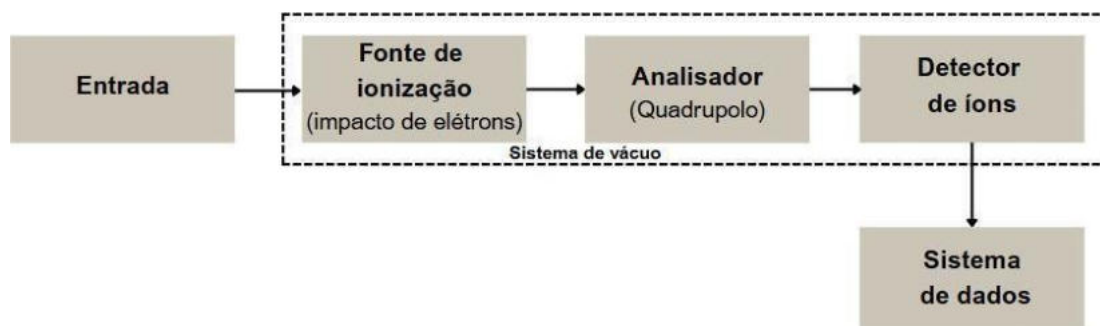 Entrada
Fonte de
ionização
(impacto de elétrons)
Analisador
(Quadrupolo)
Detector
de íons
Sistema de vácuo
Sistema
de dados